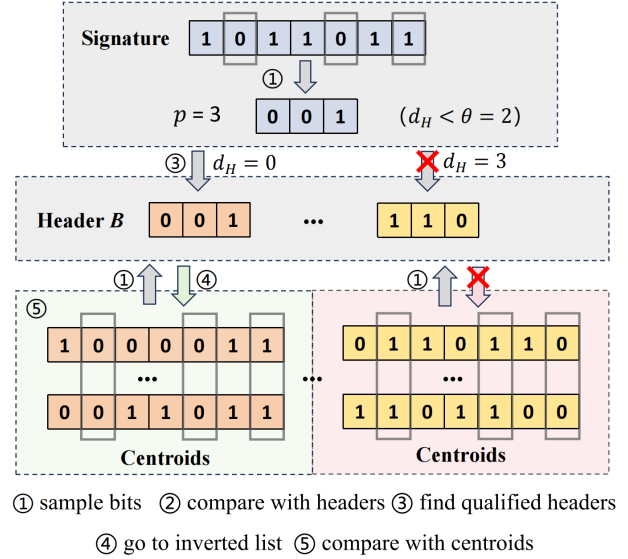 Signature 1 0 1 1 0 1 1
①
p = 3 0 0 1 (d_H < θ = 2)
③ d_H = 0 d_H = 3
Header B 0 0 1 ... 1 1 0
① ④ ①
⑤
1 0 0 0 0 1 1 0 1 1 0 1 1 0
... ... ...
0 0 1 1 0 1 1 1 1 0 1 1 0 0
Centroids Centroids
① sample bits ② compare with headers ③ find qualified headers
④ go to inverted list ⑤ compare with centroids